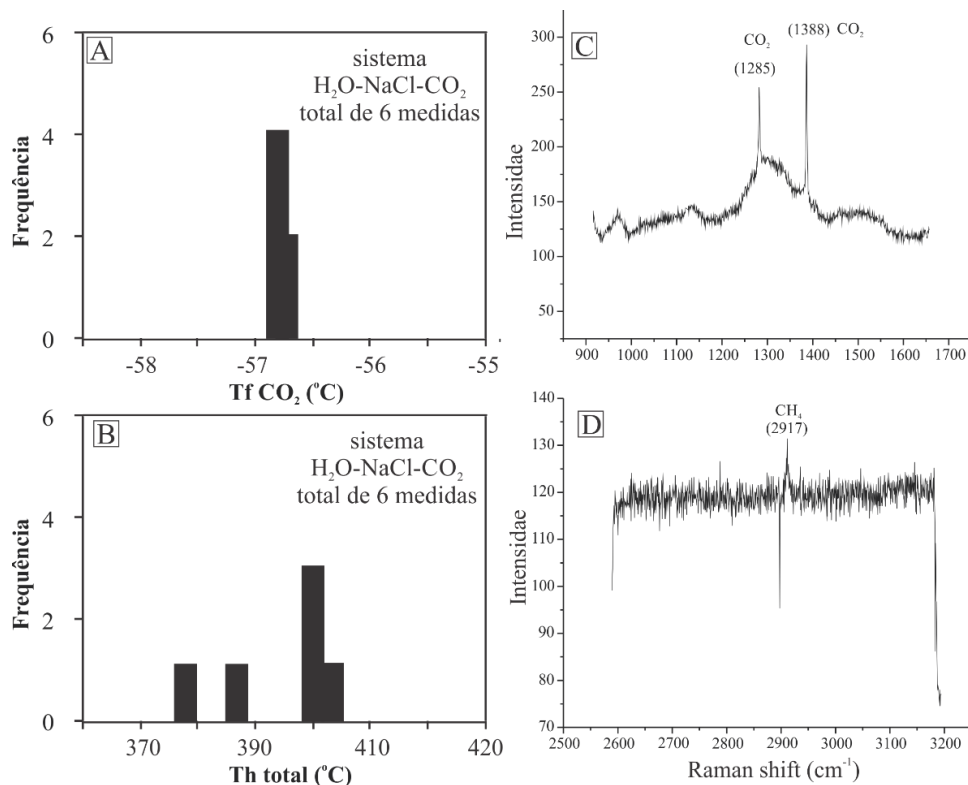 A
6
4
2
0
Frequência
sistema
H₂O-NaCl-CO₂
total de 6 medidas
-58
-57
-56
-55
Tf CO₂ (°C)
B
6
4
2
0
Frequência
sistema
H₂O-NaCl-CO₂
total de 6 medidas
370
390
410
420
Th total (°C)
C
300
250
200
150
100
50
Intensidae
CO₂
(1285)
(1388) CO₂
900 1000 1100 1200 1300 1400 1500 1600 1700
D
140
130
120
110
100
90
80
70
Intensidae
CH₄
(2917)
2500 2600 2700 2800 2900 3000 3100 3200
Raman shift (cm⁻¹)